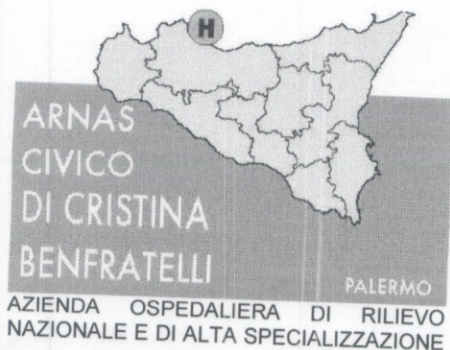 H
ARNAS
CIVICO
DI CRISTINA
BENFRATELLI
PALERMO
AZIENDA OSPEDALIERA DI RILIEVO
NAZIONALE E DI ALTA SPECIALIZZAZIONE